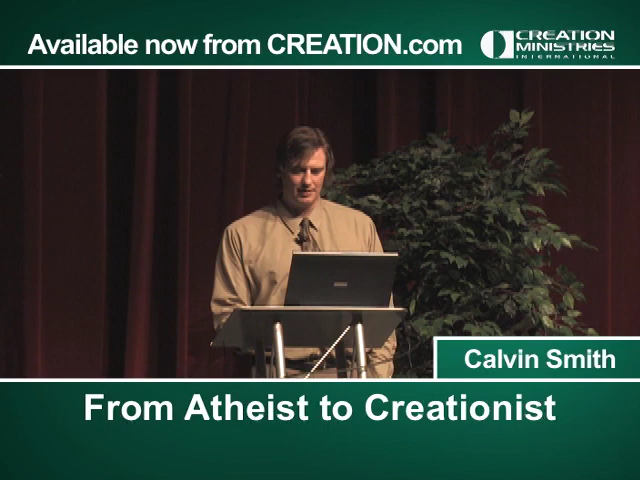 Available now from CREATION.com
CREATION
MINISTRIES
INTERNATIONAL
Calvin Smith
From Atheist to Creationist